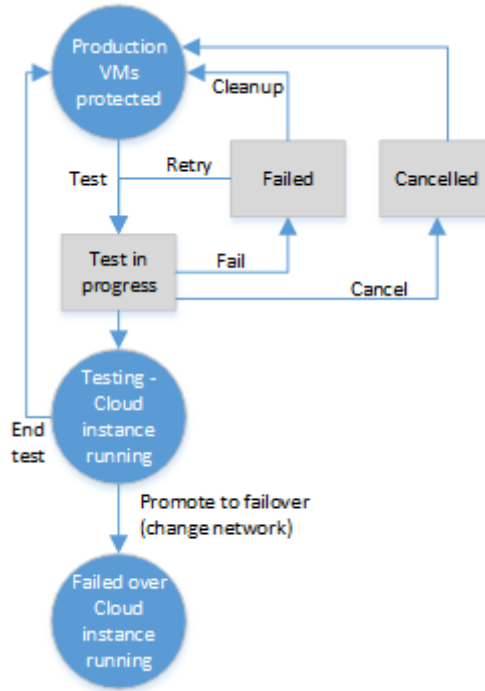 Production
VMs
protected
Cleanup
Test
Retry
Failed
Cancelled
Test in
progress
Fail
Cancel
Testing -
Cloud
instance
running
End
test
Promote to failover
(change network)
Failed over
Cloud
instance
running